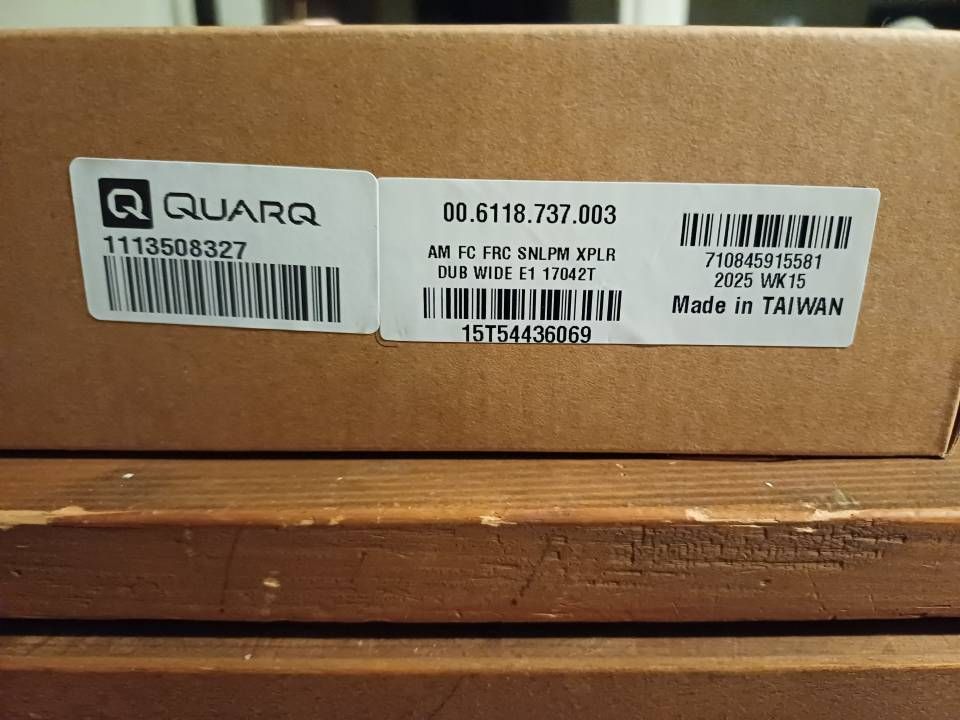 Q QUARQ
1113508327
00.6118.737.003
AM FC FRC SNLPM XPLR
DUB WIDE E1 17042T
15T54436069
710845915581
2025 WK15
Made in TAIWAN